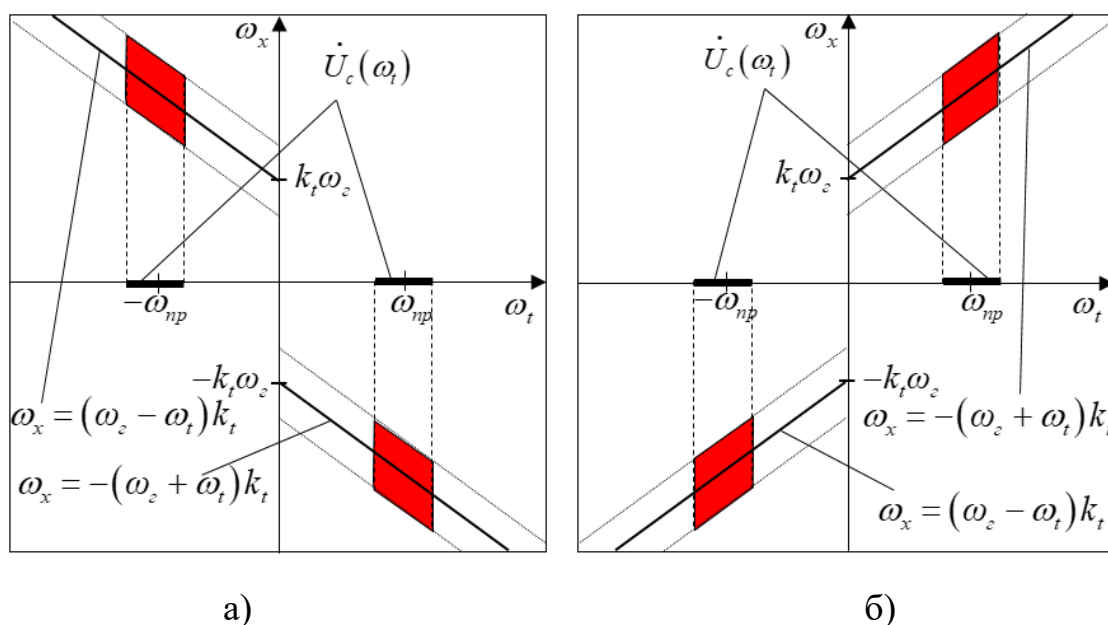 ω_x
U̇_c(ω_t)
k_tω_г
−ω_пр
ω_пр
ω_t
−k_tω_г
ω_x = (ω_г − ω_t)k_t
ω_x = −(ω_г + ω_t)k_t
а)
ω_x
U̇_c(ω_t)
k_tω_г
−ω_пр
ω_пр
ω_t
−k_tω_г
ω_x = −(ω_г + ω_t)k_t
ω_x = (ω_г − ω_t)k_t
б)